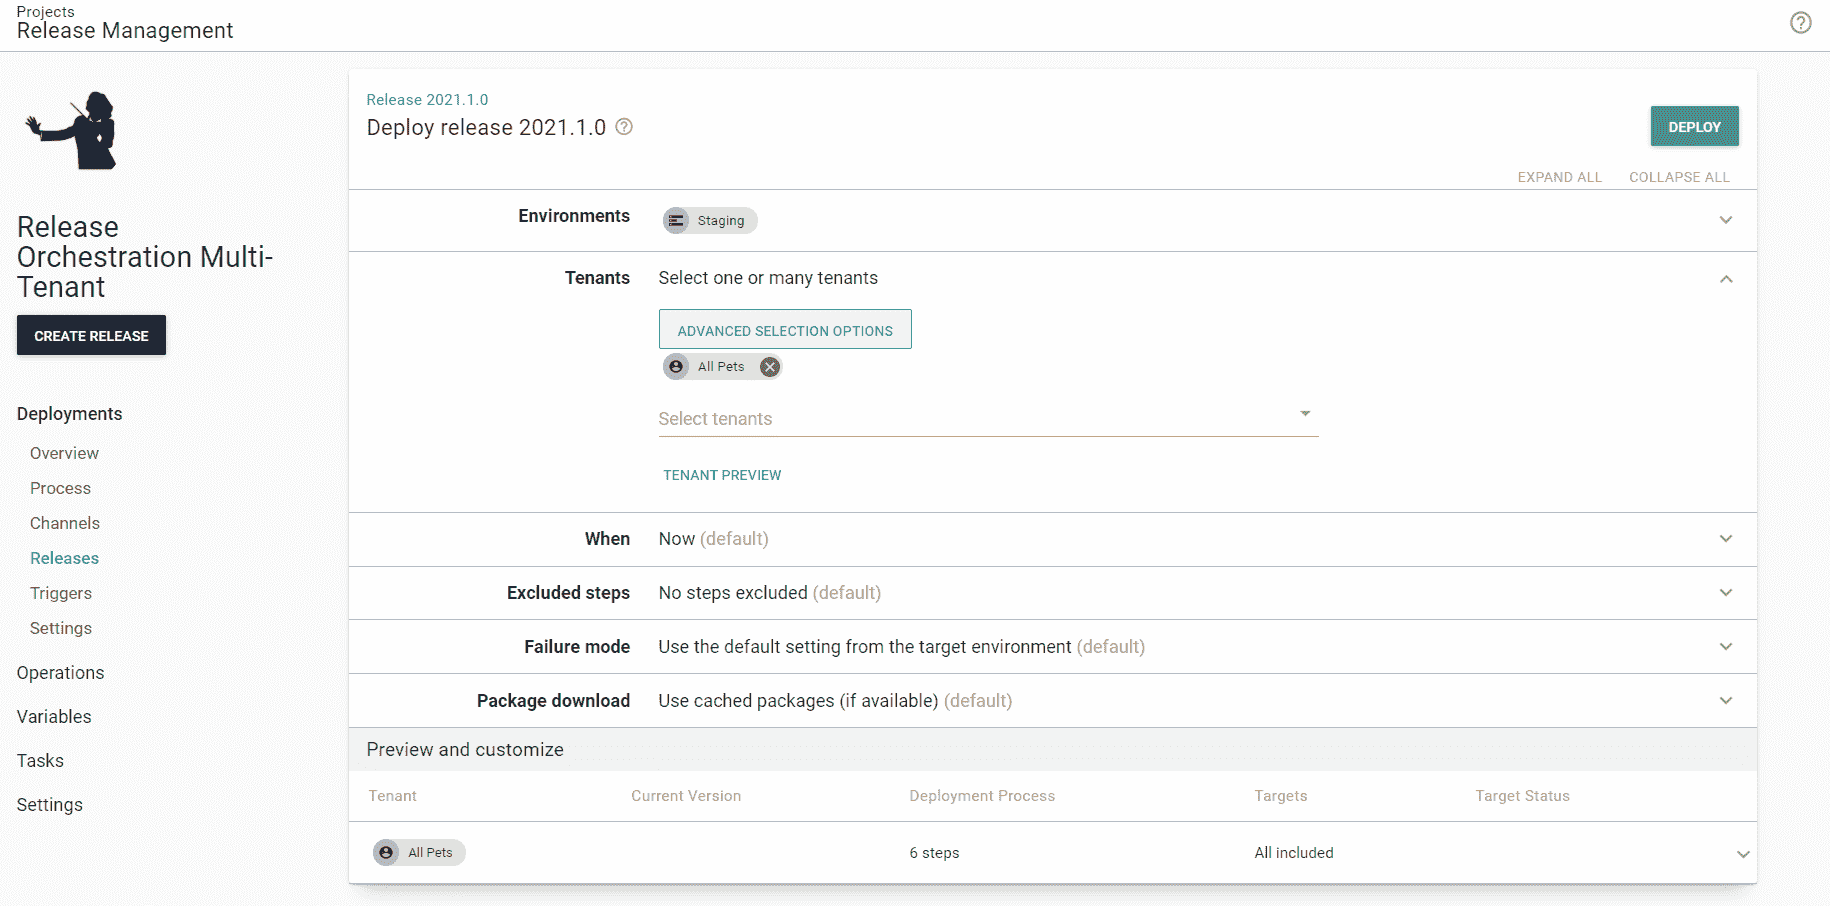 Projects
Release Management
Release
Orchestration Multi-
Tenant
CREATE RELEASE
Deployments
Overview
Process
Channels
Releases
Triggers
Settings
Operations
Variables
Tasks
Settings
Release 2021.1.0
Deploy release 2021.1.0
DEPLOY
EXPAND ALL COLLAPSE ALL
Environments Staging
Tenants Select one or many tenants
ADVANCED SELECTION OPTIONS
All Pets
Select tenants
TENANT PREVIEW
When Now (default)
Excluded steps No steps excluded (default)
Failure mode Use the default setting from the target environment (default)
Package download Use cached packages (if available) (default)
Preview and customize
Tenant Current Version Deployment Process Targets Target Status
All Pets 6 steps All included